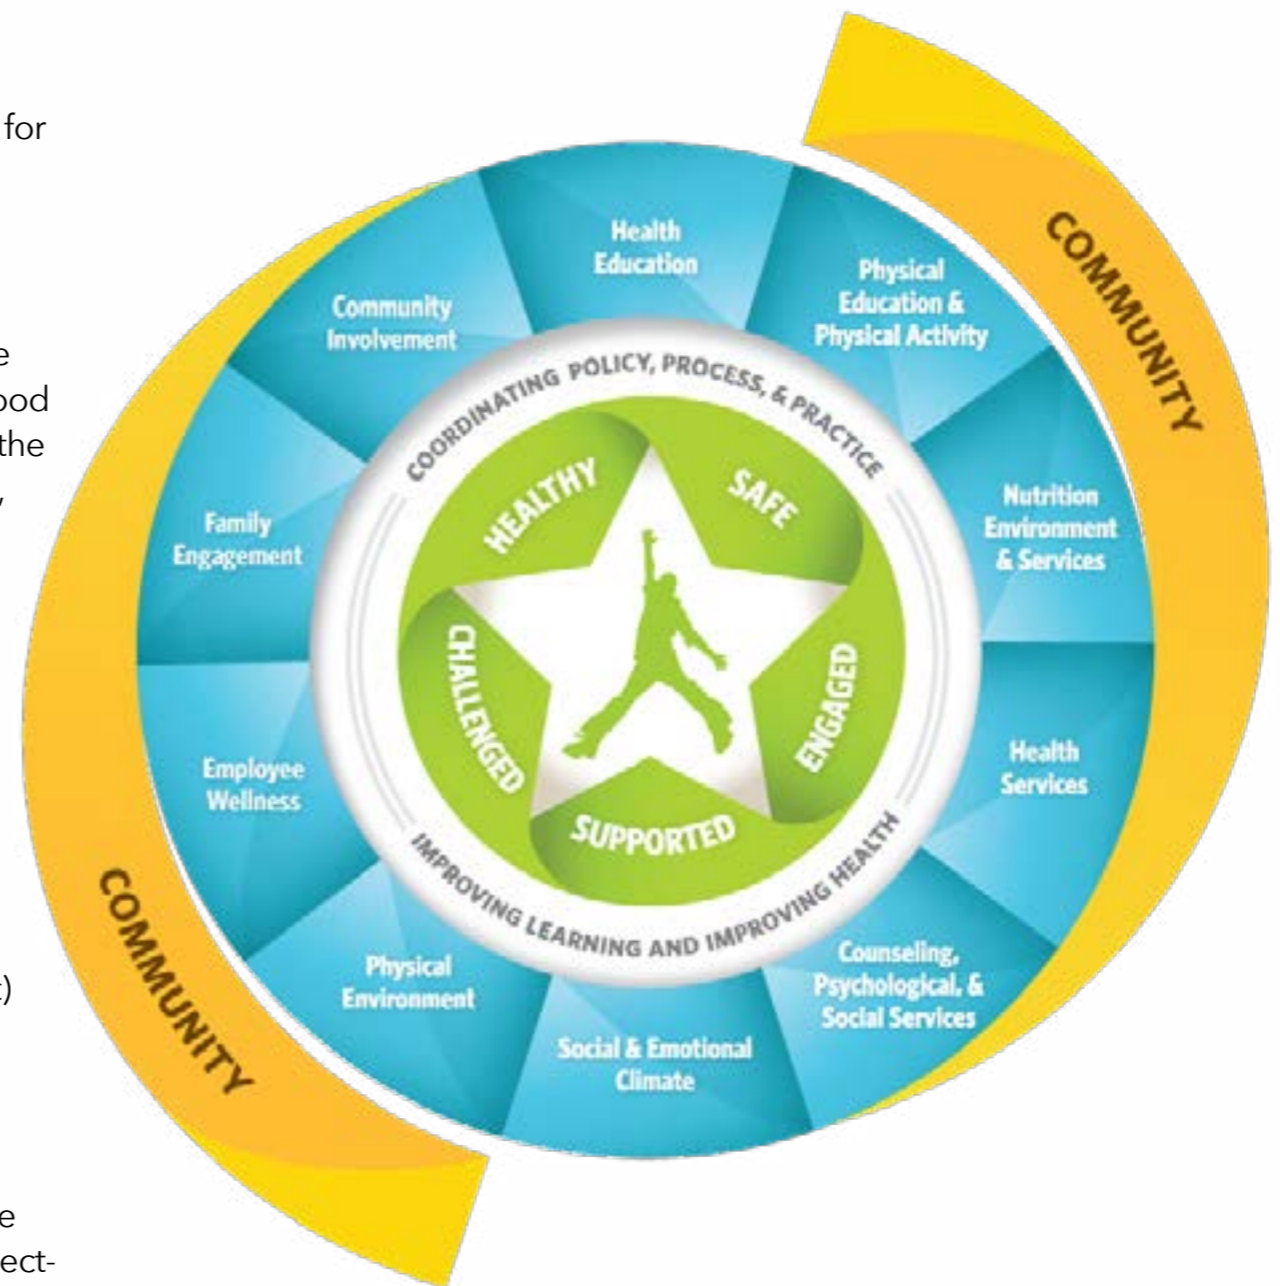 for
e
ood
the
t)
e
ect-
COMMUNITY
Health
Education
Physical
Education &
Physical Activity
Nutrition
Environment
& Services
Health
Services
Counseling,
Psychological, &
Social Services
Social & Emotional
Climate
Physical
Environment
Employee
Wellness
Family
Engagement
Community
Involvement
COORDINATING POLICY, PROCESS, & PRACTICE
IMPROVING LEARNING AND IMPROVING HEALTH
HEALTHY
SAFE
ENGAGED
SUPPORTED
CHALLENGED
COMMUNITY